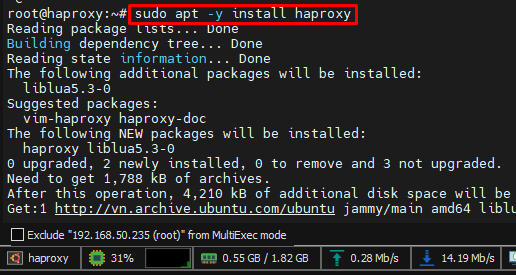 root@haproxy:~# sudo apt -y install haproxy
Reading package lists... Done
Building dependency tree... Done
Reading state information... Done
The following additional packages will be installed:
liblua5.3-0
Suggested packages:
vim-haproxy haproxy-doc
The following NEW packages will be installed:
haproxy liblua5.3-0
0 upgraded, 2 newly installed, 0 to remove and 3 not upgraded.
Need to get 1,788 kB of archives.
After this operation, 4,210 kB of additional disk space will be
Get:1 http://vn.archive.ubuntu.com/ubuntu jammy/main amd64 liblu
Exclude "192.168.50.235 (root)" from MultiExec mode
haproxy 31% 0.55 GB / 1.82 GB 0.28 Mb/s 14.19 Mb/s